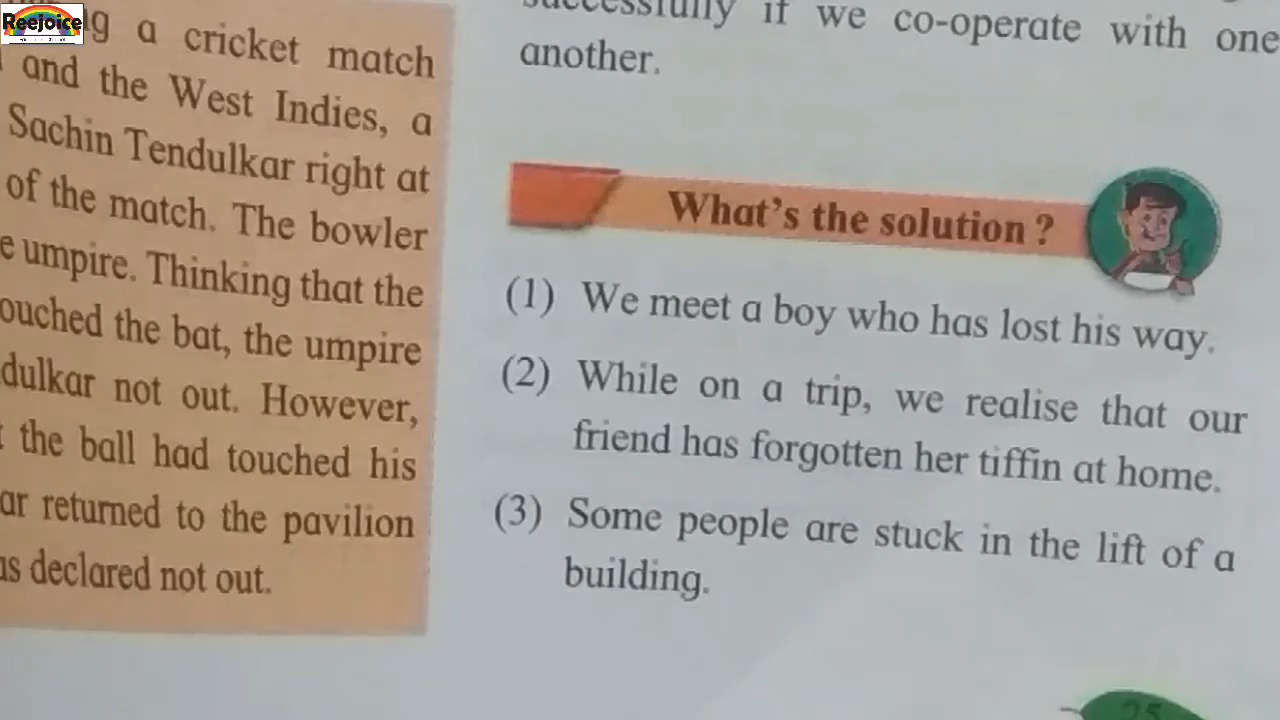 Reejoice
a cricket match
and the West Indies, a
Sachin Tendulkar right at
of the match. The bowler
umpire. Thinking that the
the bat, the umpire
not out. However,
the ball had touched his
returned to the pavilion
declared not out.
successfully if we co-operate with one
another.
What's the solution ?
(1) We meet a boy who has lost his way.
(2) While on a trip, we realise that our
friend has forgotten her tiffin at home.
(3) Some people are stuck in the lift of a
building.
25